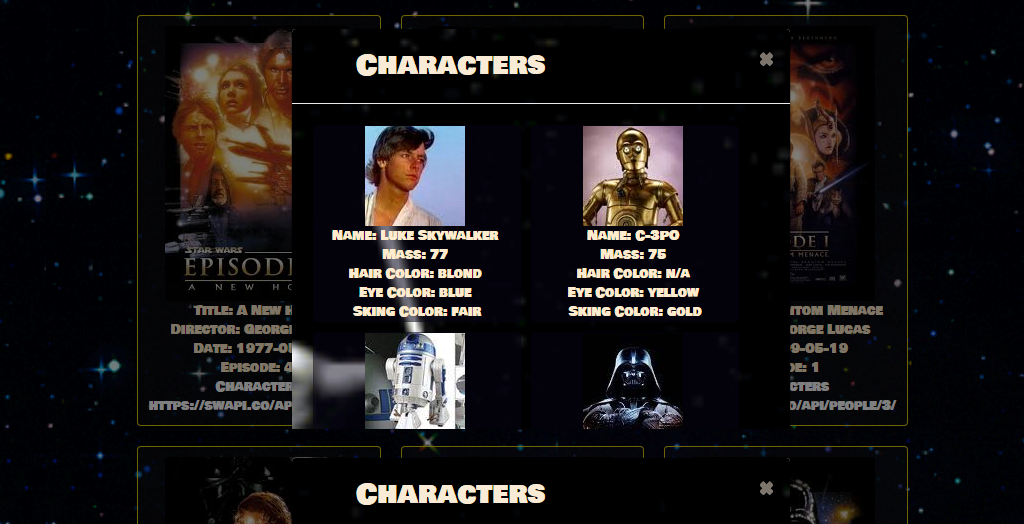 Characters
✖
Name: Luke Skywalker
Mass: 77
Hair Color: blond
Eye Color: blue
Sking Color: fair
Name: C-3PO
Mass: 75
Hair Color: n/a
Eye Color: yellow
Sking Color: gold
STAR WARS
EPISOD
A NEW HO
Title: A New H
Director: George
Date: 1977-0
Episode: 4
Character
https://swapi.co/ap
BEGINNING
DE I
M MENACE
ntom Menace
orge Lucas
9-05-19
de: 1
cters
o/api/people/3/
Characters
✖